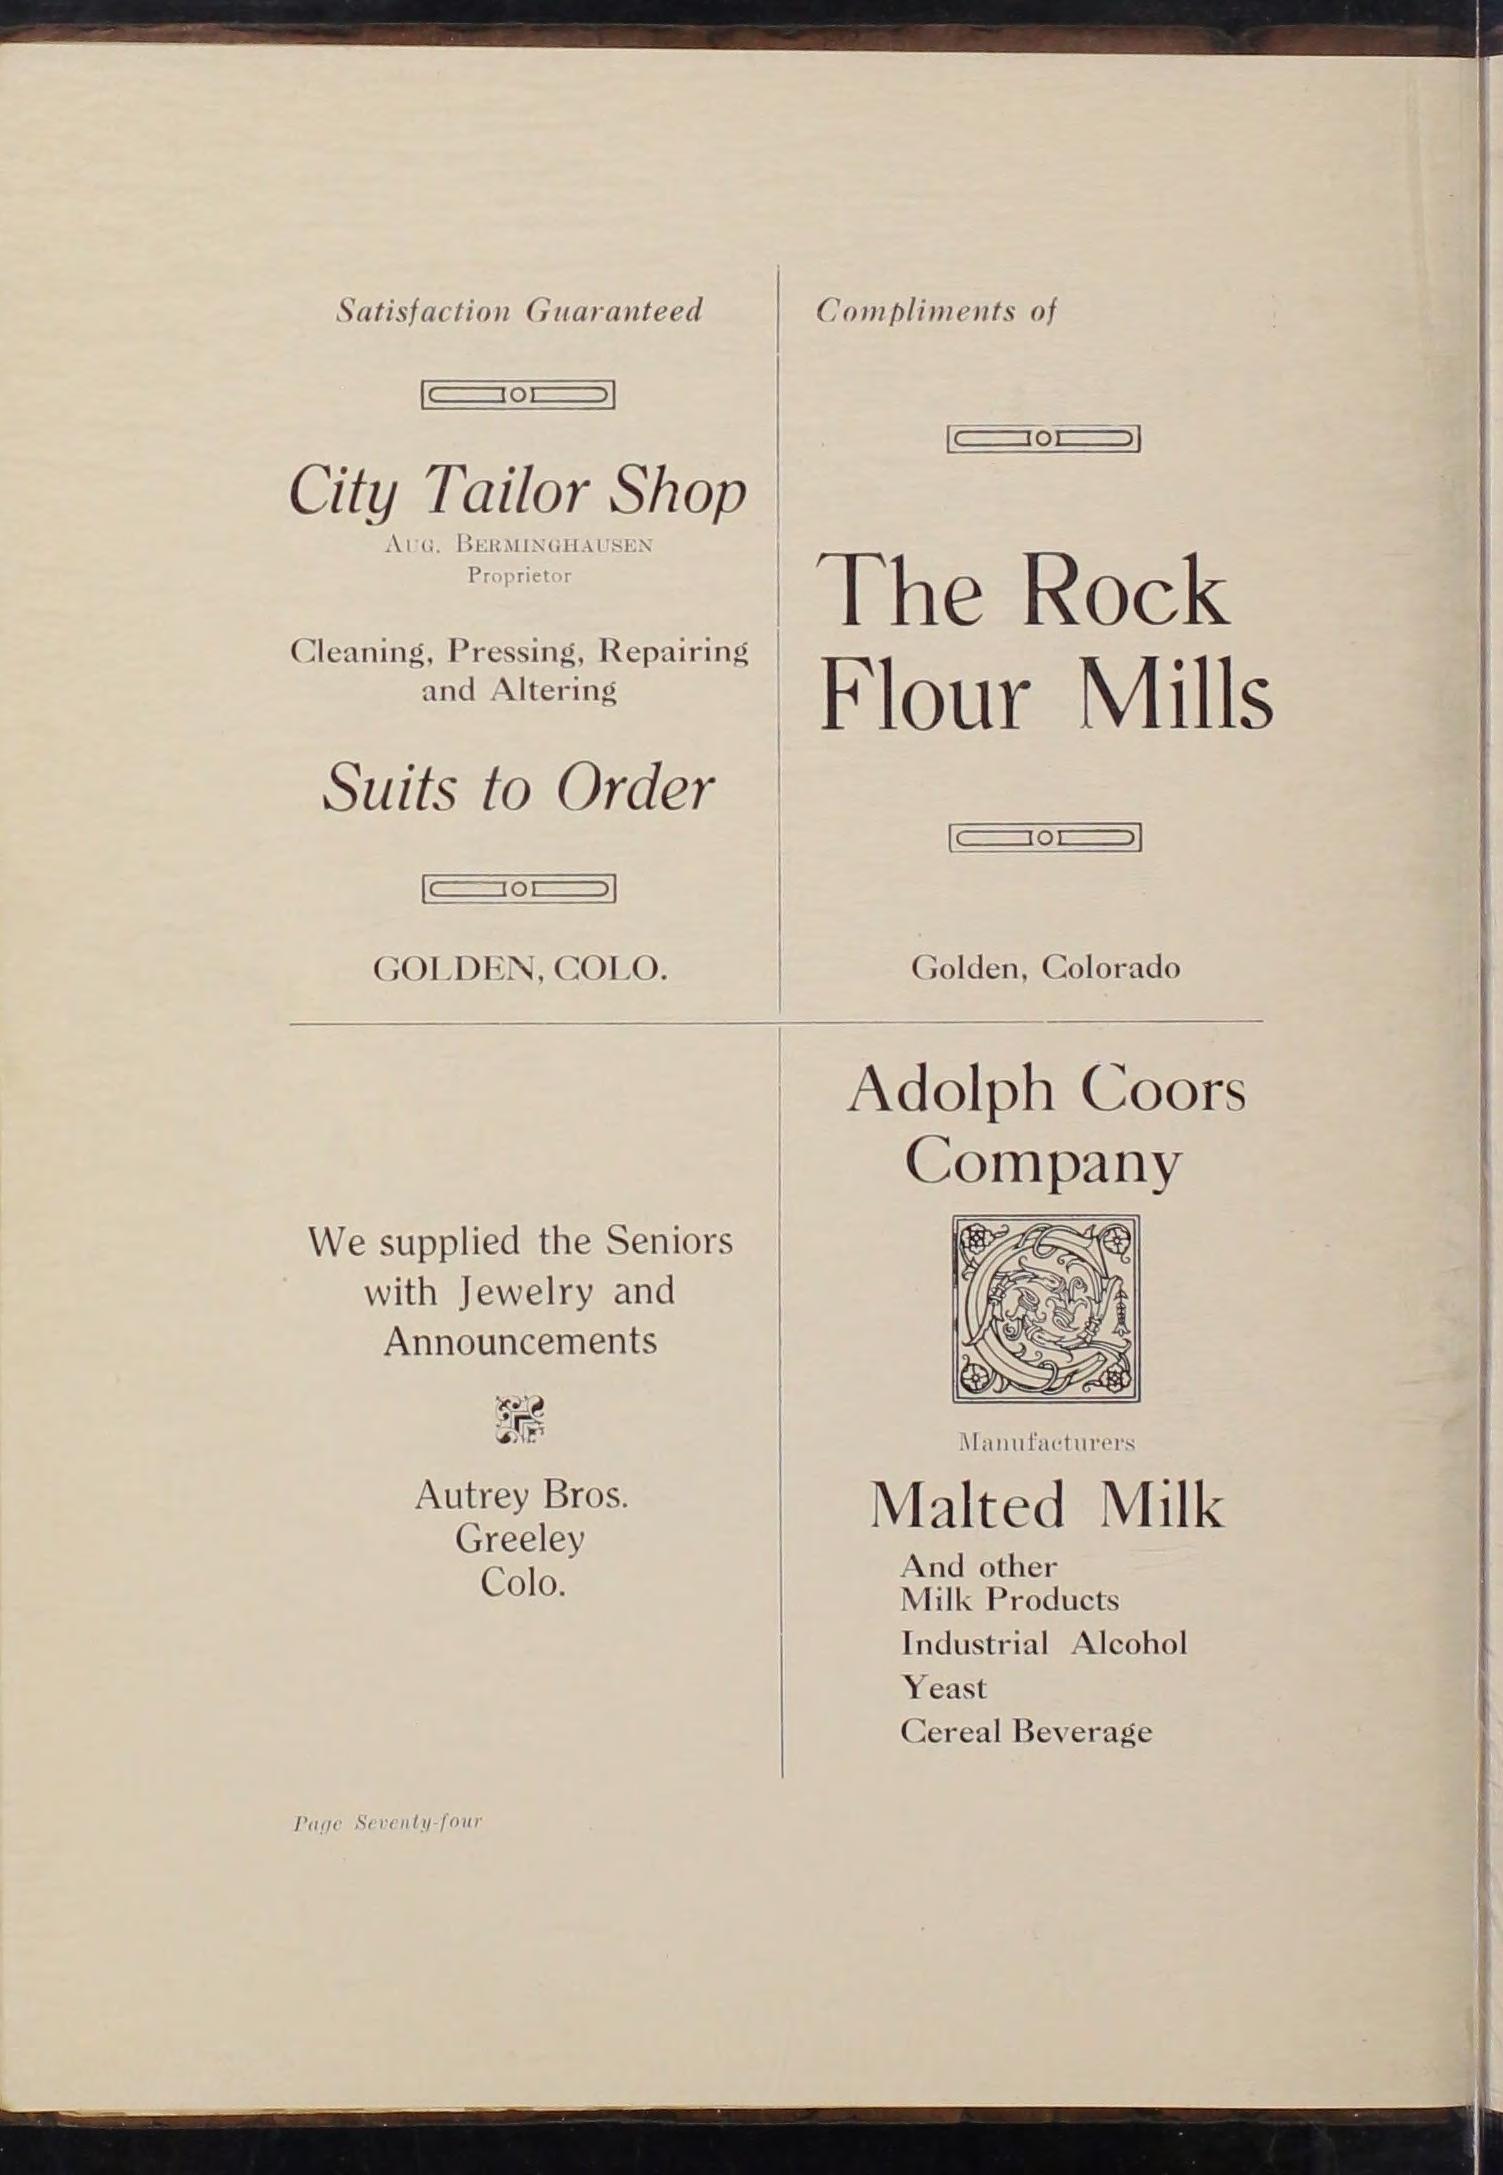 Satisfaction Guaranteed
City Tailor Shop
AUG. BERMINGHAUSEN
Proprietor
Cleaning, Pressing, Repairing
and Altering
Suits to Order
GOLDEN, COLO.
Compliments of
The Rock
Flour Mills
Golden, Colorado
We supplied the Seniors
with Jewelry and
Announcements
Autrey Bros.
Greeley
Colo.
Adolph Coors
Company
C
Manufacturers
Malted Milk
And other
Milk Products
Industrial Alcohol
Yeast
Cereal Beverage
Page Seventy-four